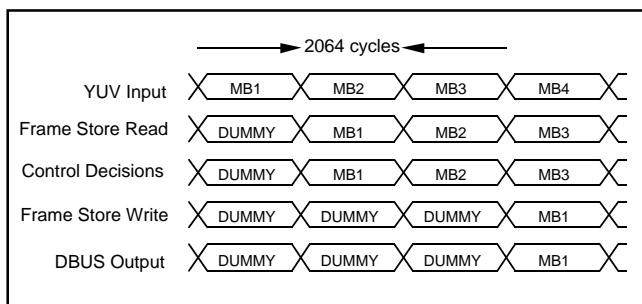 2064 cycles
YUV Input MB1 MB2 MB3 MB4
Frame Store Read DUMMY MB1 MB2 MB3
Control Decisions DUMMY MB1 MB2 MB3
Frame Store Write DUMMY DUMMY DUMMY MB1
DBUS Output DUMMY DUMMY DUMMY MB1